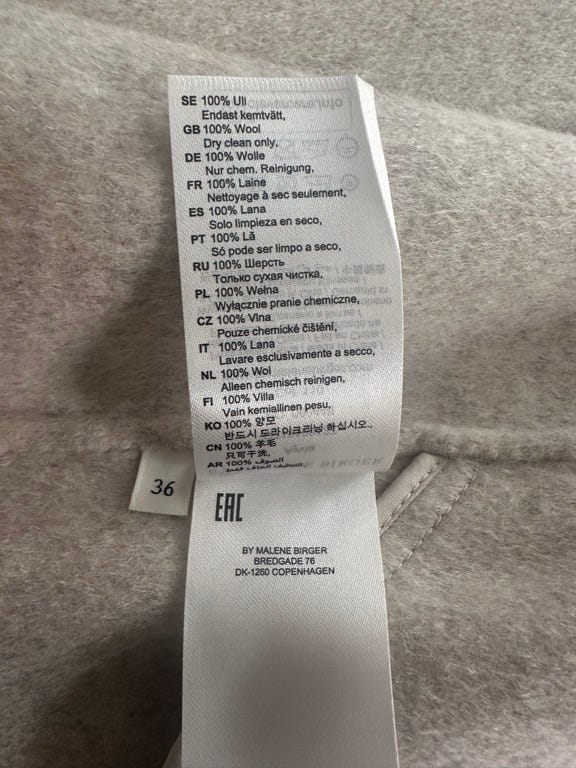 SE 100% Ull
Endast kemtvätt,
GB 100% Wool
Dry clean only,
DE 100% Wolle
Nur chem. Reinigung,
FR 100% Laine
Nettoyage à sec seulement,
ES 100% Lana
Solo limpieza en seco,
PT 100% Lã
Só pode ser limpo a seco,
RU 100% Шерсть
Только сухая чистка,
PL 100% Wełna
Wyłącznie pranie chemiczne,
CZ 100% Vlna
Pouze chemické čištění,
IT 100% Lana
Lavare esclusivamente a secco,
NL 100% Wol
Alleen chemisch reinigen,
FI 100% Villa
Vain kemiallinen pesu,
KO 100% 양모
반드시 드라이크리닝 하십시오.,
CN 100% 羊毛
只可干洗,
AR 100% الصوف
التنظيف الجاف فقط,
36
EAC
BY MALENE BIRGER
BREDGADE 76
DK-1260 COPENHAGEN